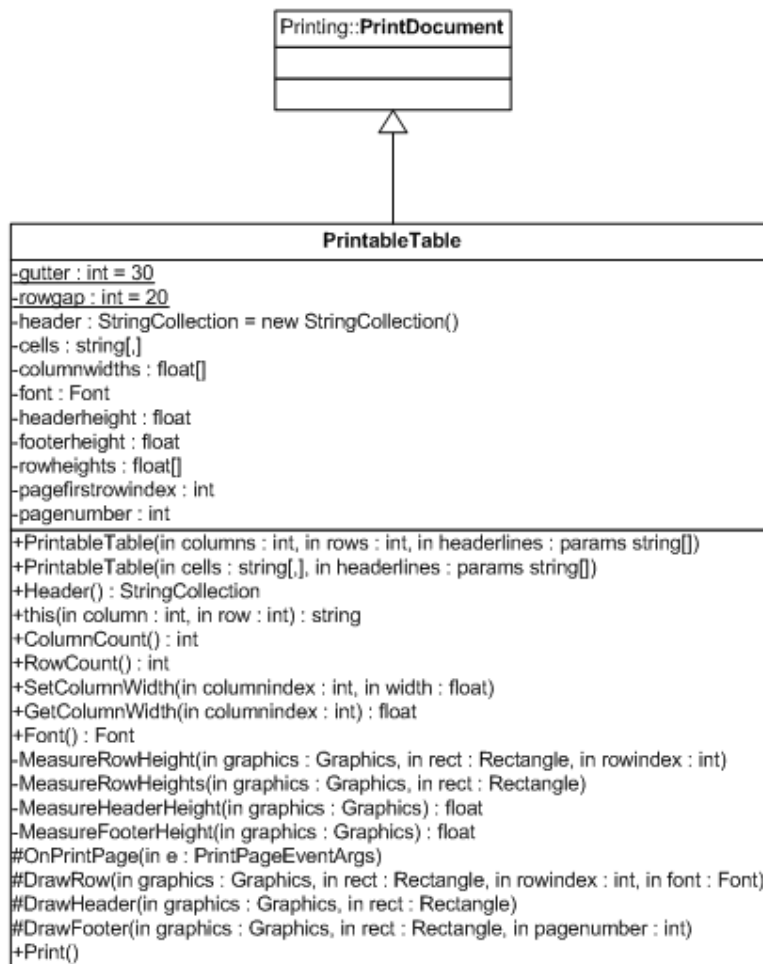 Printing::PrintDocument
PrintableTable
-gutter : int = 30
-rowgap : int = 20
-header : StringCollection = new StringCollection()
-cells : string[,]
-columnwidths : float[]
-font : Font
-headerheight : float
-footerheight : float
-rowheights : float[]
-pagefirstrowindex : int
-pagenumber : int
+PrintableTable(in columns : int, in rows : int, in headerlines : params string[])
+PrintableTable(in cells : string[,], in headerlines : params string[])
+Header() : StringCollection
+this(in column : int, in row : int) : string
+ColumnCount() : int
+RowCount() : int
+SetColumnWidth(in columnindex : int, in width : float)
+GetColumnWidth(in columnindex : int) : float
+Font() : Font
-MeasureRowHeight(in graphics : Graphics, in rect : Rectangle, in rowindex : int)
-MeasureRowHeights(in graphics : Graphics, in rect : Rectangle)
-MeasureHeaderHeight(in graphics : Graphics) : float
-MeasureFooterHeight(in graphics : Graphics) : float
#OnPrintPage(in e : PrintPageEventArgs)
#DrawRow(in graphics : Graphics, in rect : Rectangle, in rowindex : int, in font : Font)
#DrawHeader(in graphics : Graphics, in rect : Rectangle)
#DrawFooter(in graphics : Graphics, in rect : Rectangle, in pagenumber : int)
+Print()